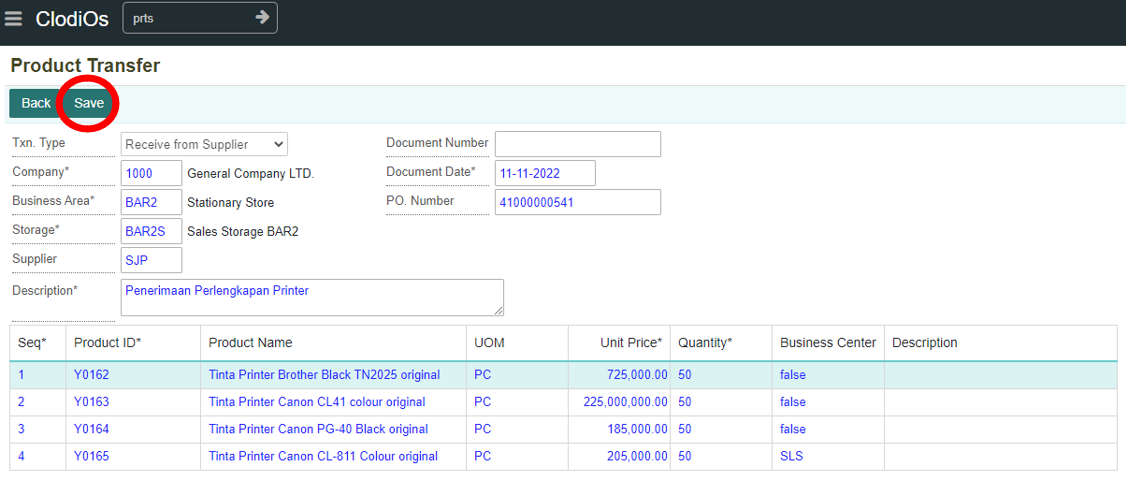 ClodiOs prts
Product Transfer
Back Save
Txn. Type Receive from Supplier Document Number
Company* 1000 General Company LTD. Document Date* 11-11-2022
Business Area* BAR2 Stationary Store PO. Number 41000000541
Storage* BAR2S Sales Storage BAR2
Supplier SJP
Description* Penerimaan Perlengkapan Printer
Seq* Product ID* Product Name UOM Unit Price* Quantity* Business Center Description
1 Y0162 Tinta Printer Brother Black TN2025 original PC 725,000.00 50 false
2 Y0163 Tinta Printer Canon CL41 colour original PC 225,000,000.00 50 false
3 Y0164 Tinta Printer Canon PG-40 Black original PC 185,000.00 50 false
4 Y0165 Tinta Printer Canon CL-811 Colour original PC 205,000.00 50 SLS